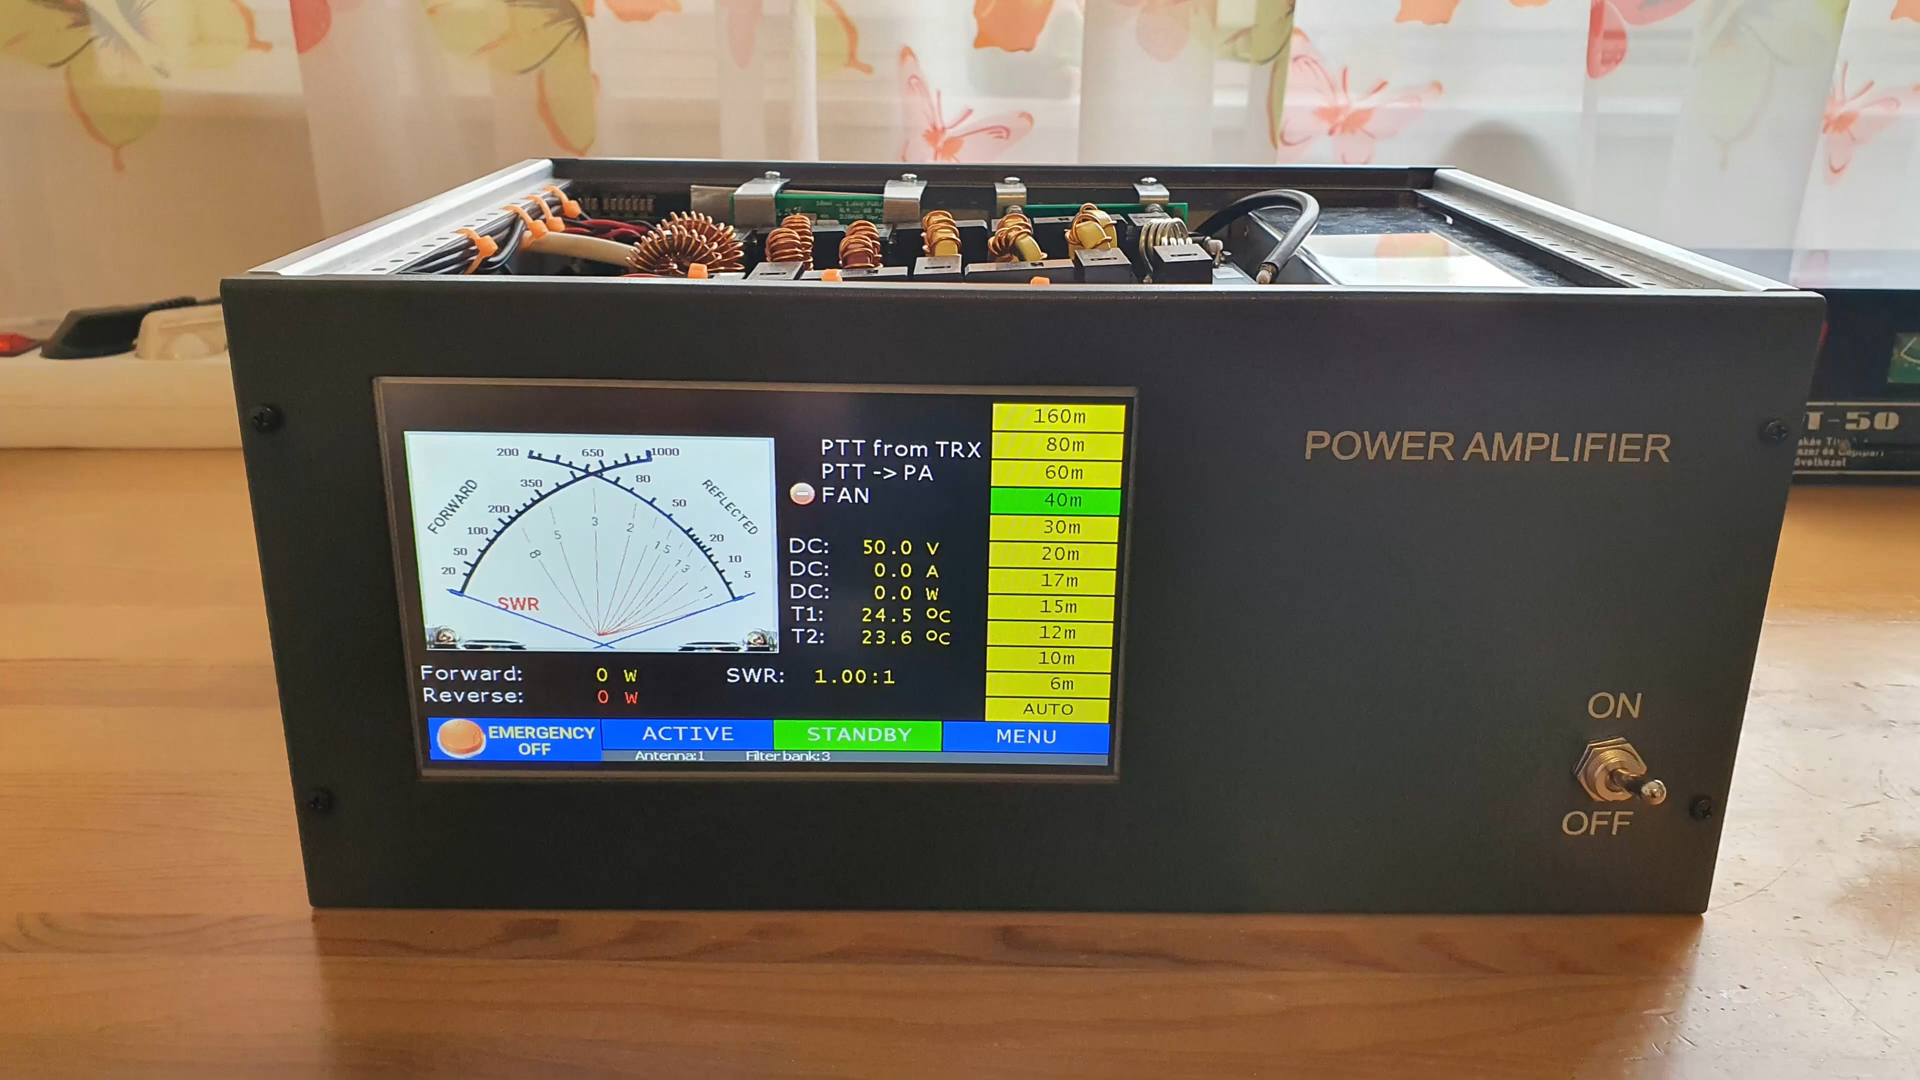 200 650 1000
350 80
FORWARD
REFLECTED
200 50
100 20
50 10
20 5
8 5 3 2 1.5 1.3
SWR
PTT from TRX
PTT -> PA
FAN
DC: 50.0 V
DC: 0.0 A
DC: 0.0 W
T1: 24.5 ºC
T2: 23.6 ºC
Forward: 0 W
Reverse: 0 W
SWR: 1.00:1
160m
80m
60m
40m
30m
20m
17m
15m
12m
10m
6m
AUTO
EMERGENCY
OFF
ACTIVE
STANDBY
MENU
Antenna:1 Filter bank:3
POWER AMPLIFIER
ON
OFF
T-50